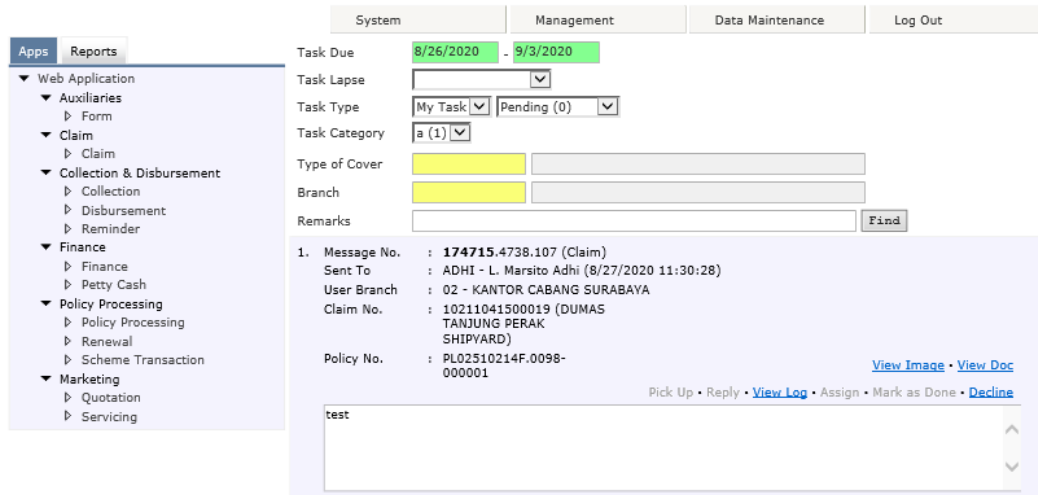 System Management Data Maintenance Log Out
Apps Reports
Web Application
Auxiliaries
Form
Claim
Claim
Collection & Disbursement
Collection
Disbursement
Reminder
Finance
Finance
Petty Cash
Policy Processing
Policy Processing
Renewal
Scheme Transaction
Marketing
Quotation
Servicing
Task Due 8/26/2020 - 9/3/2020
Task Lapse
Task Type My Task Pending (0)
Task Category a (1)
Type of Cover
Branch
Remarks Find
1. Message No. : 174715.4738.107 (Claim)
Sent To : ADHI - L. Marsito Adhi (8/27/2020 11:30:28)
User Branch : 02 - KANTOR CABANG SURABAYA
Claim No. : 10211041500019 (DUMAS
TANJUNG PERAK
SHIPYARD)
Policy No. : PL02510214F.0098-
000001
View Image • View Doc
Pick Up • Reply • View Log • Assign • Mark as Done • Decline
test